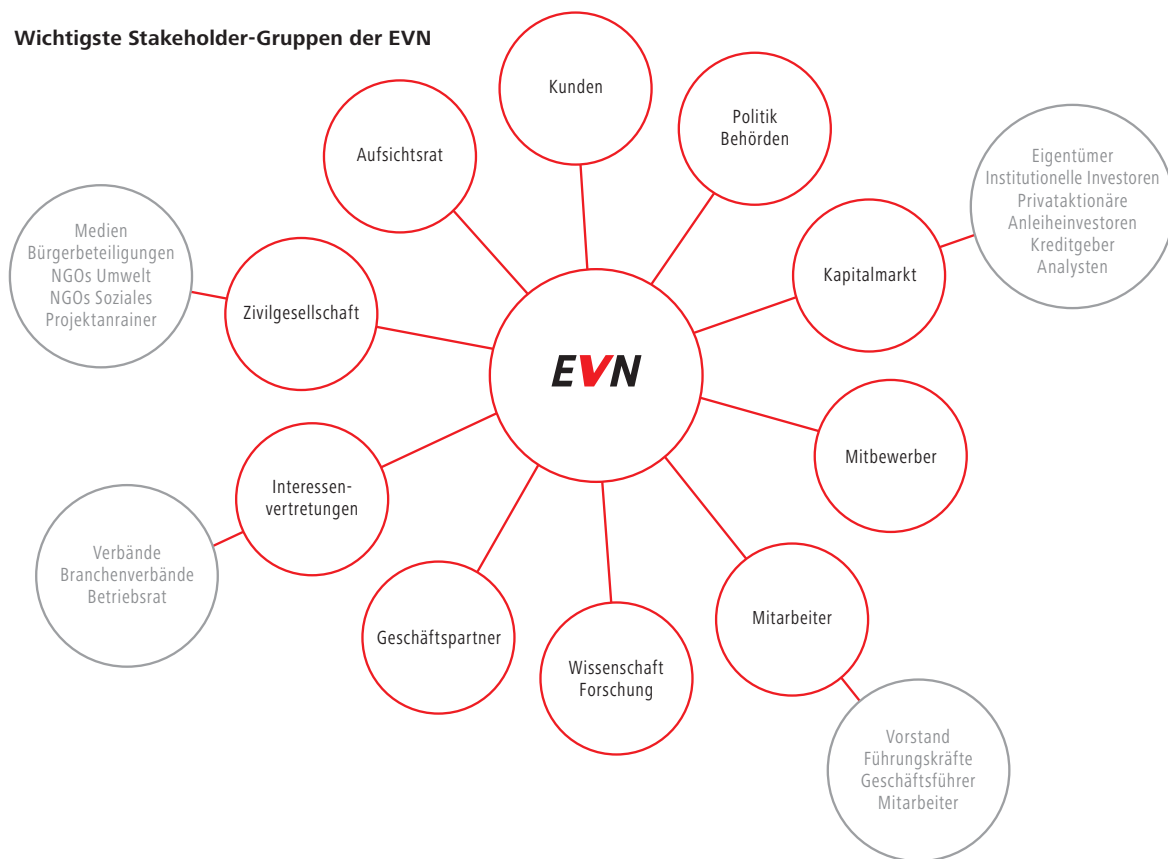 Wichtigste Stakeholder-Gruppen der EVN
Kunden
Politik
Behörden
Aufsichtsrat
Eigentümer
Institutionelle Investoren
Privataktionäre
Anleiheinvestoren
Kreditgeber
Analysten
Kapitalmarkt
Medien
Bürgerbeteiligungen
NGOs Umwelt
NGOs Soziales
Projektanrainer
Zivilgesellschaft
EVN
Mitbewerber
Interessen-
vertretungen
Verbände
Branchenverbände
Betriebsrat
Geschäftspartner
Wissenschaft
Forschung
Mitarbeiter
Vorstand
Führungskräfte
Geschäftsführer
Mitarbeiter